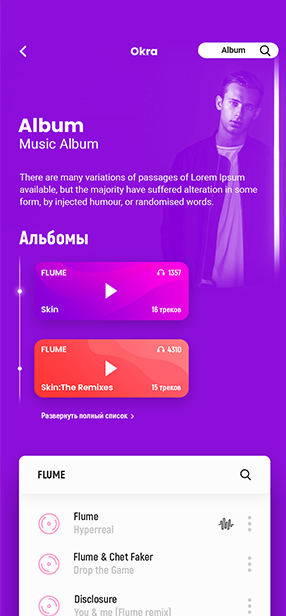 Okra
Album
Album
Music Album
There are many variations of passages of Lorem Ipsum
available, but the majority have suffered alteration in some
form, by injected humour, or randomised words.
Альбомы
FLUME 1357
Skin 16 треков
FLUME 4310
Skin:The Remixes 15 треков
Развернуть полный список
FLUME
Flume
Hyperreal
Flume & Chet Faker
Drop the Game
Disclosure
You & me (Flume remix)